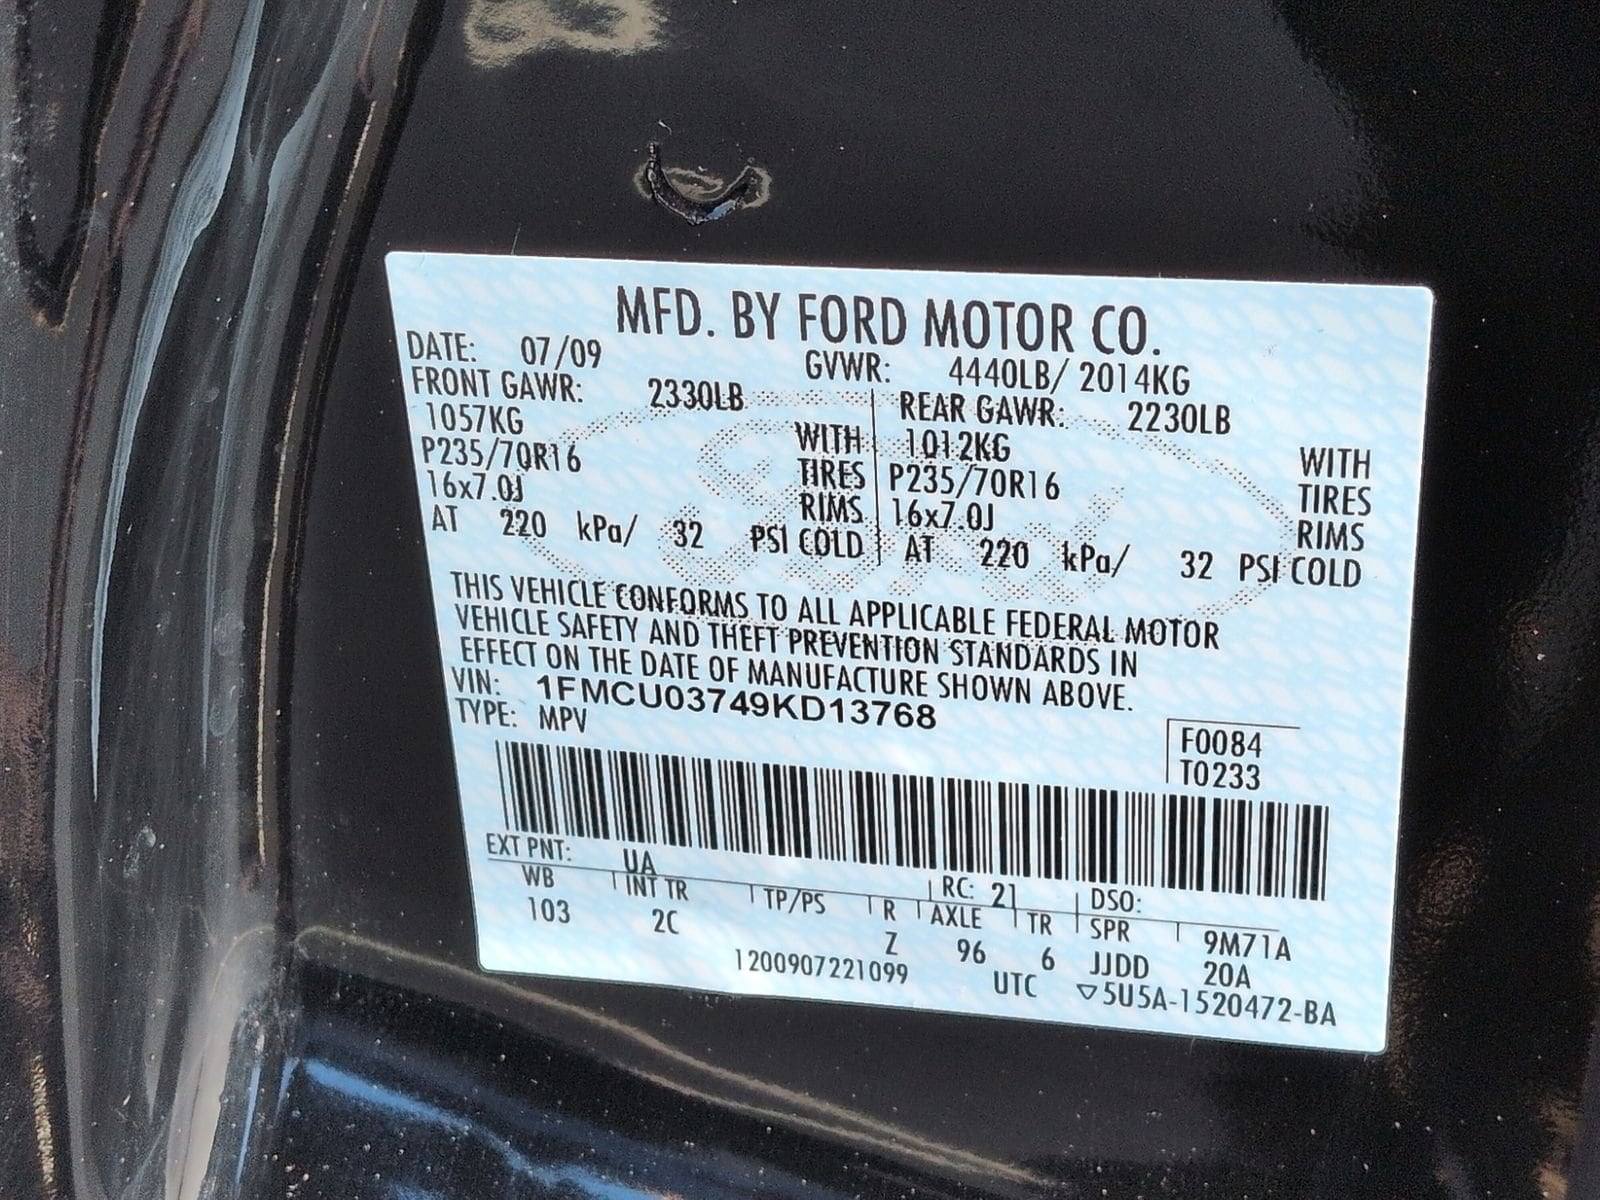 MFD. BY FORD MOTOR CO.
DATE: 07/09 GVWR: 4440LB/ 2014KG
FRONT GAWR: 2330LB REAR GAWR: 2230LB
1057KG WITH 1012KG WITH
P235/70R16 TIRES P235/70R16 TIRES
16x7.0J RIMS 16x7.0J RIMS
AT 220 kPa/ 32 PSI COLD AT 220 kPa/ 32 PSI COLD
THIS VEHICLE CONFORMS TO ALL APPLICABLE FEDERAL MOTOR
VEHICLE SAFETY AND THEFT PREVENTION STANDARDS IN
EFFECT ON THE DATE OF MANUFACTURE SHOWN ABOVE.
VIN: 1FMCU03749KD13768
TYPE: MPV
F0084
T0233
EXT PNT: UA RC: 21 DSO:
WB INT TR TP/PS R AXLE TR SPR 9M71A
103 2C Z 96 6 JJDD 20A
1200907221099 UTC ▽5U5A-1520472-BA